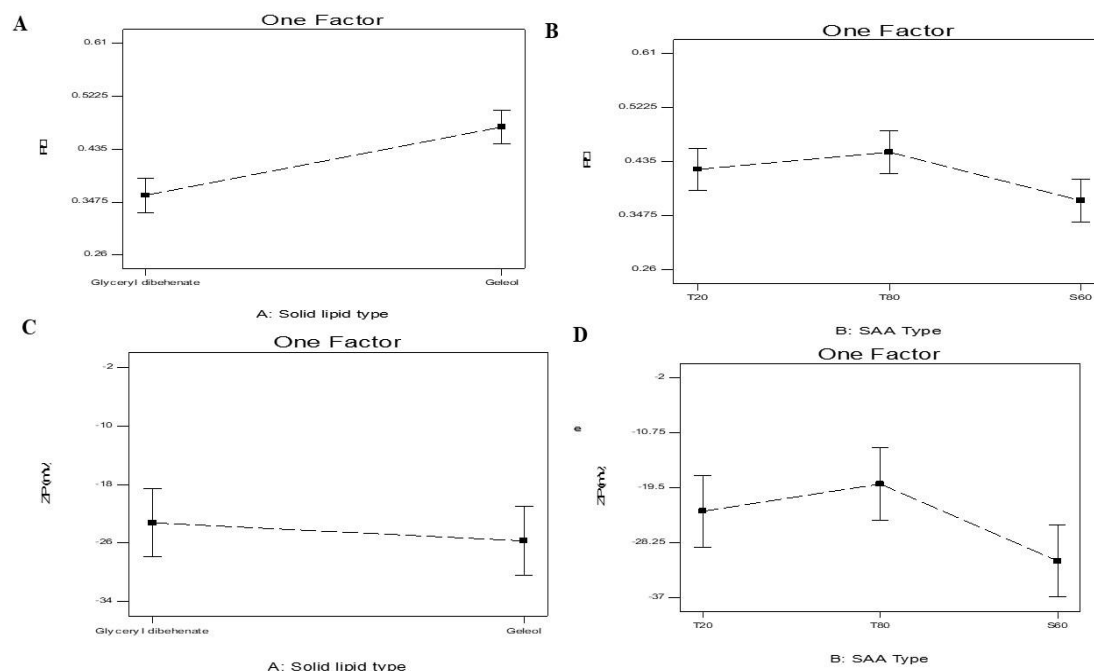 A
One Factor
0.61
0.5225
0.435
0.3475
0.26
Glyceryl dibehenate
Geleol
A: Solid lipid type
B
One Factor
0.61
0.5225
0.435
0.3475
0.26
T20
T80
S60
B: SAA Type
C
One Factor
-2
-10
-18
-26
-34
ZP(mv)
Glyceryl dibehenate
Geleol
A: Solid lipid type
D
One Factor
-2
-10.75
-19.5
-28.25
-37
e
ZP(mv)
T20
T80
S60
B: SAA Type